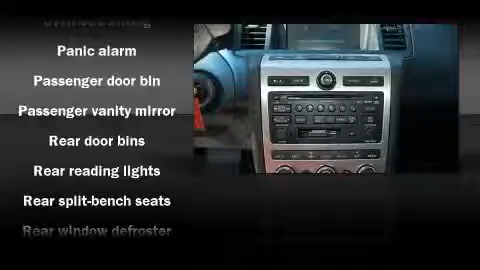 Panic alarm
Passenger door bin
Passenger vanity mirror
Rear door bins
Rear reading lights
Rear split-bench seats
Rear window defroster